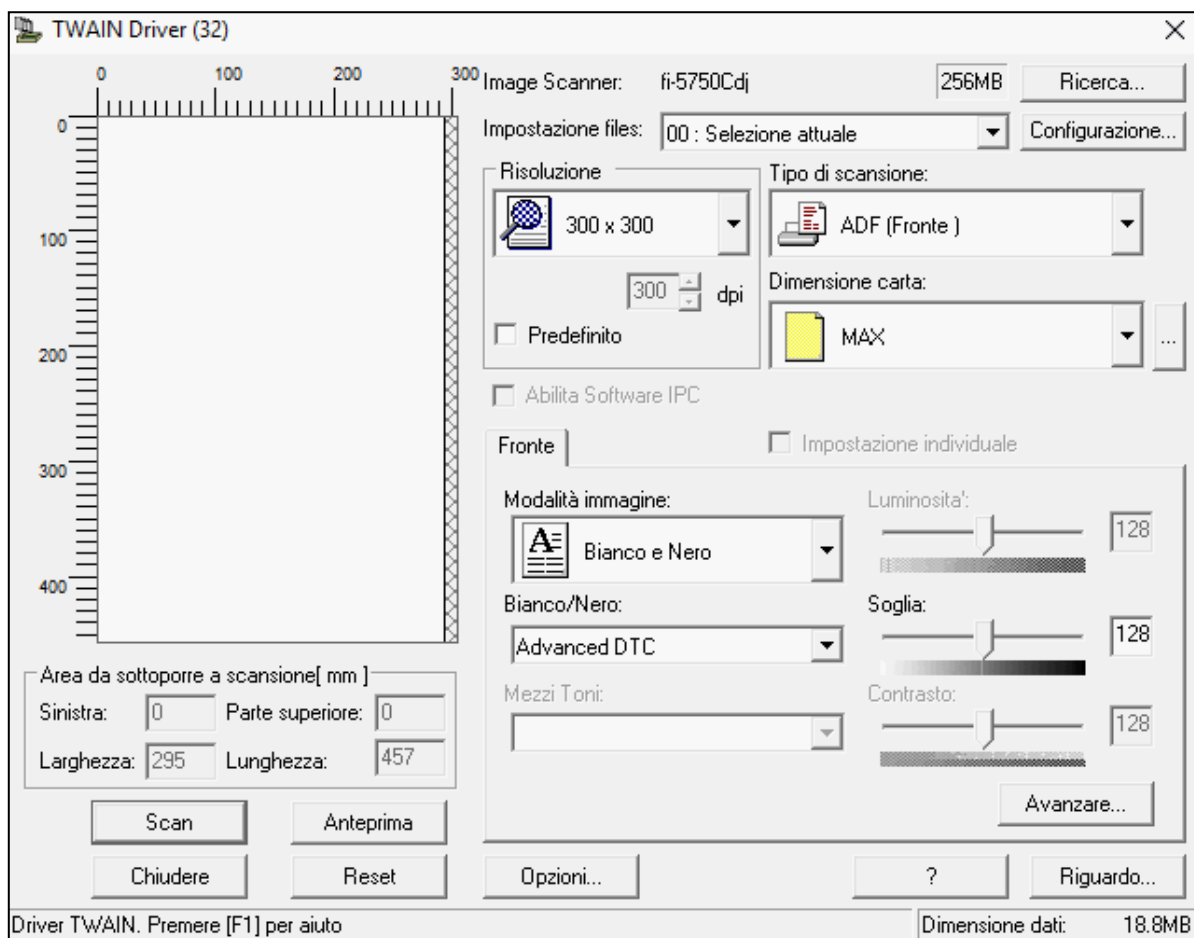 TWAIN Driver (32)
0 100 200 300
0
100
200
300
400
Image Scanner: fi-5750Cdj 256MB Ricerca...
Impostazione files: 00 : Selezione attuale Configurazione...
Risoluzione
300 x 300
300 dpi
Predefinito
Tipo di scansione:
ADF (Fronte )
Dimensione carta:
MAX ...
Abilita Software IPC
Fronte
Impostazione individuale
Modalità immagine:
Bianco e Nero
Bianco/Nero:
Advanced DTC
Mezzi Toni:
Luminosita':
128
Soglia:
128
Contrasto:
128
Avanzare...
Area da sottoporre a scansione[ mm ]
Sinistra: 0 Parte superiore: 0
Larghezza: 295 Lunghezza: 457
Scan Anteprima
Chiudere Reset Opzioni... ? Riguardo...
Driver TWAIN. Premere [F1] per aiuto Dimensione dati: 18.8MB